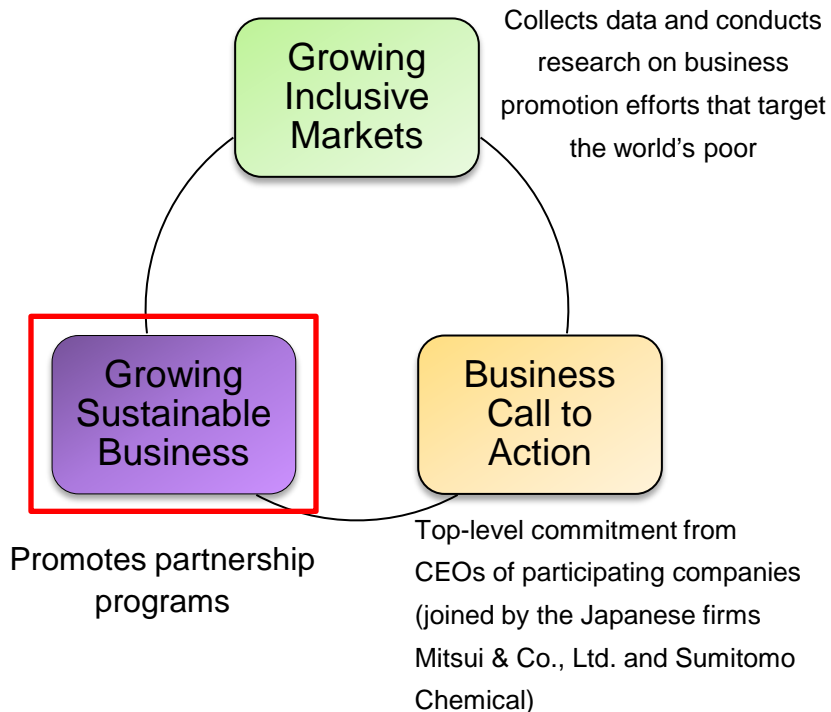 Growing
Inclusive
Markets
Collects data and conducts
research on business
promotion efforts that target
the world's poor
Growing
Sustainable
Business
Business
Call to
Action
Promotes partnership
programs
Top-level commitment from
CEOs of participating companies
(joined by the Japanese firms
Mitsui & Co., Ltd. and Sumitomo
Chemical)